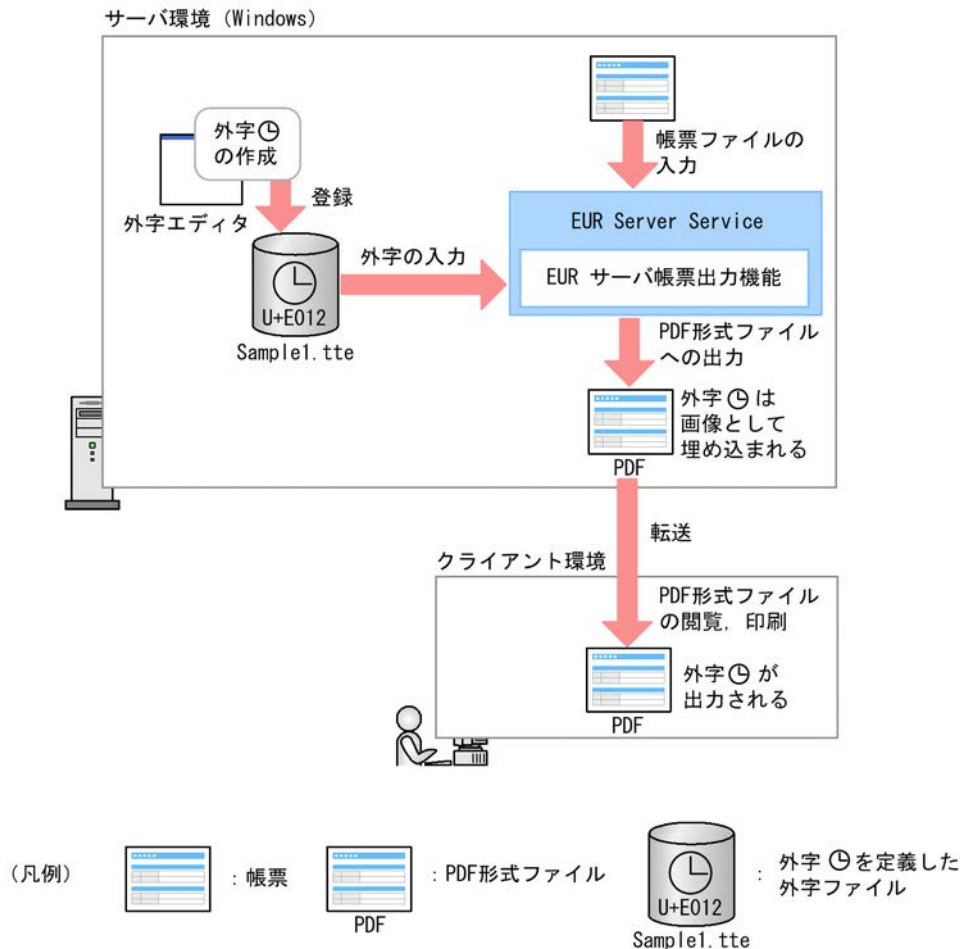 サーバ環境（Windows）
外字
の作成
帳票ファイルの
入力
登録
外字エディタ
EUR Server Service
外字の入力
EUR サーバ帳票出力機能
U+E012
Sample1.tte
PDF形式ファイル
への出力
外字 は
画像として
埋め込まれる
PDF
転送
クライアント環境
PDF形式ファイル
の閲覧，印刷
外字 が
出力される
PDF
（凡例）
：帳票
：PDF形式ファイル
：外字 を定義した
外字ファイル
PDF
U+E012
Sample1.tte